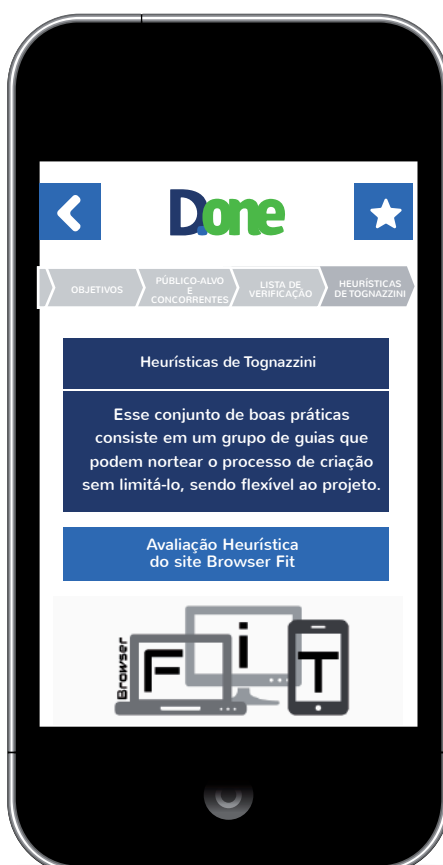 D.one
OBJETIVOS
PÚBLICO-ALVO
E
CONCORRENTES
LISTA DE
VERIFICAÇÃO
HEURÍSTICAS
DE TOGNAZZINI
Heurísticas de Tognazzini
Esse conjunto de boas práticas
consiste em um grupo de guias que
podem nortear o processo de criação
sem limitá-lo, sendo flexível ao projeto.
Avaliação Heurística
do site Browser Fit
Browser
F i T